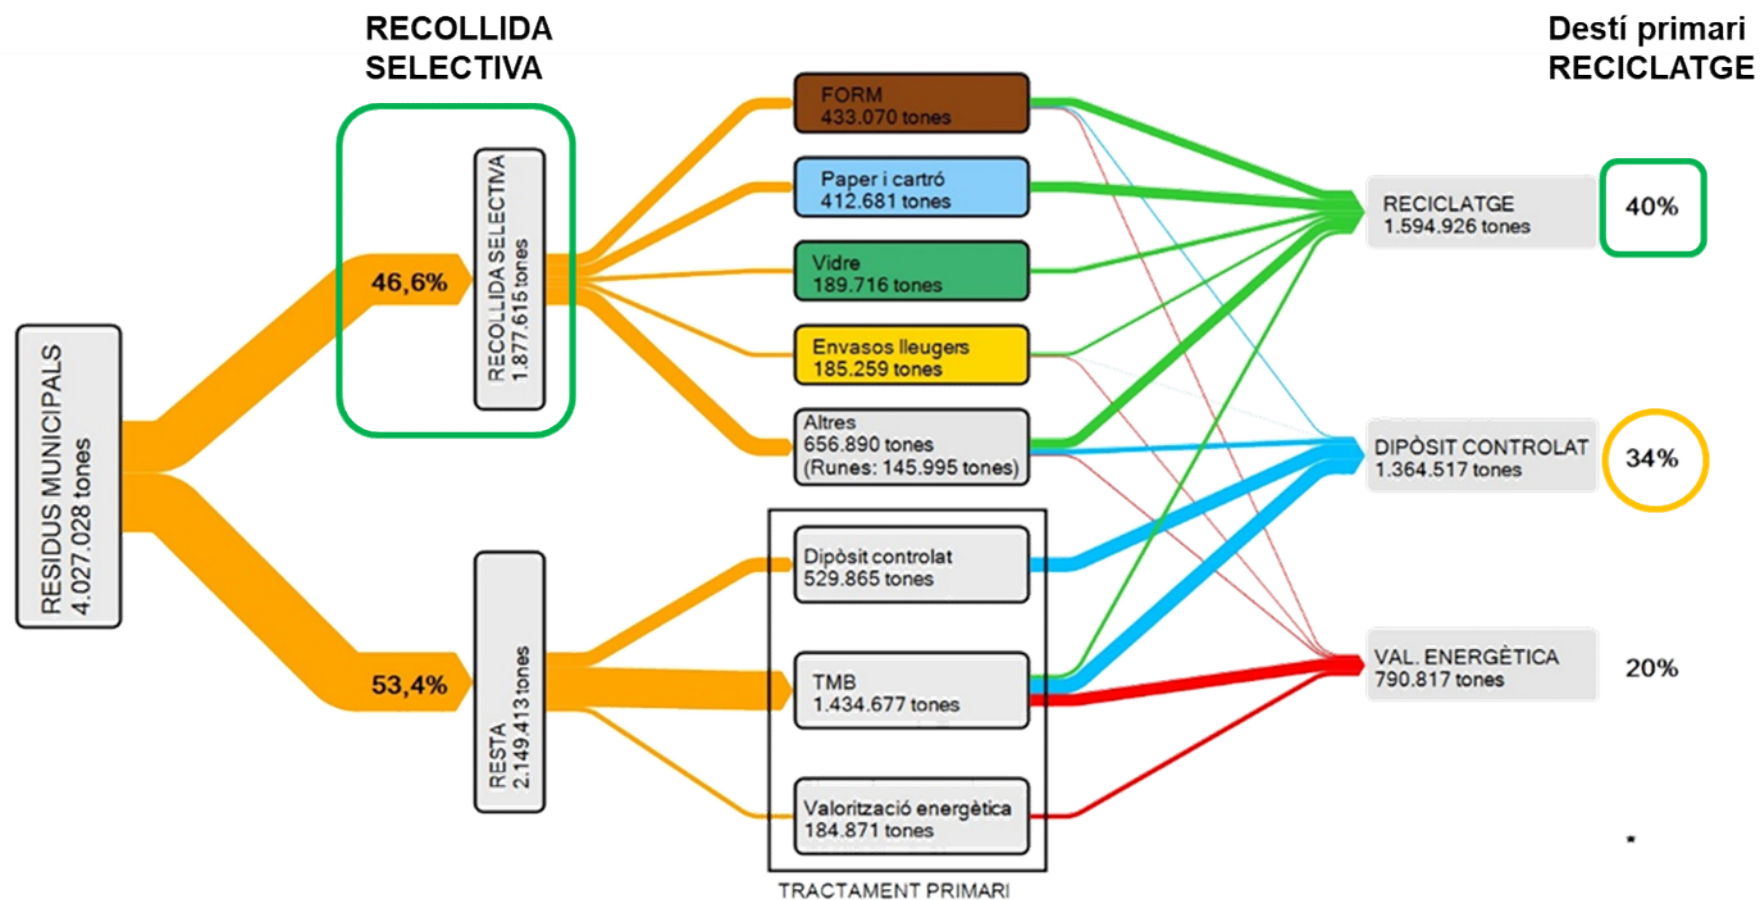 RECOLLIDA
SELECTIVA
Destí primari
RECICLATGE
RESIDUS MUNICIPALS
4.027.028 tones
46,6%
RECOLLIDA SELECTIVA
1.877.615 tones
53,4%
RESTA
2.149.413 tones
FORM
433.070 tones
Paper i cartró
412.681 tones
Vidre
189.716 tones
Envasos lleugers
185.259 tones
Altres
656.890 tones
(Runes: 145.995 tones)
Dipòsit controlat
529.865 tones
TMB
1.434.677 tones
Valorització energètica
184.871 tones
TRACTAMENT PRIMARI
RECICLATGE
1.594.926 tones
40%
DIPÒSIT CONTROLAT
1.364.517 tones
34%
VAL. ENERGÈTICA
790.817 tones
20%
*